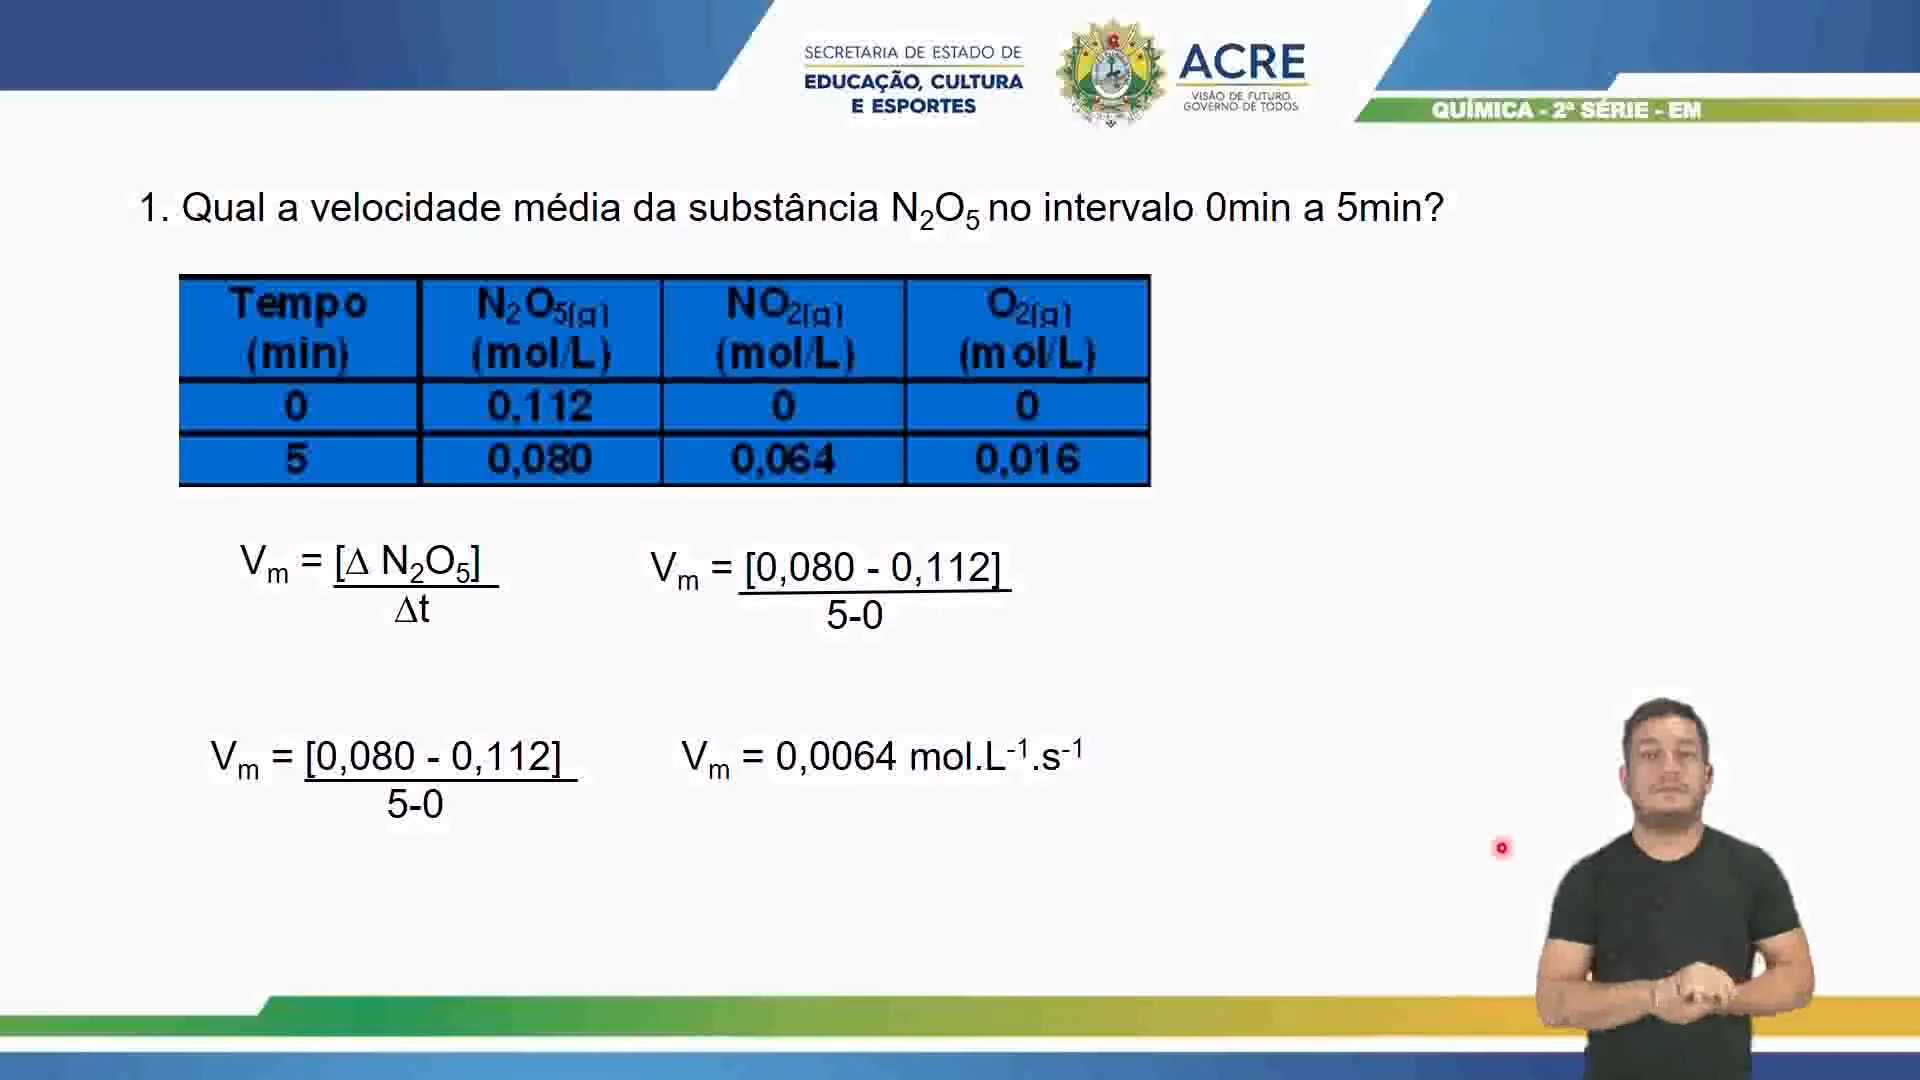 SECRETARIA DE ESTADO DE
EDUCAÇÃO, CULTURA
E ESPORTES
ACRE
VISÃO DE FUTURO
GOVERNO DE TODOS
QUÍMICA - 2ª SÉRIE - EM
1. Qual a velocidade média da substância N₂O₅ no intervalo 0min a 5min?
Tempo (min) N₂O₅(g) (mol/L) NO₂(g) (mol/L) O₂(g) (mol/L)
0 0,112 0 0
5 0,080 0,064 0,016
Vₘ = [Δ N₂O₅]
Δt
Vₘ = [0,080 - 0,112]
5-0
Vₘ = [0,080 - 0,112]
5-0
Vₘ = 0,0064 mol.L⁻¹.s⁻¹